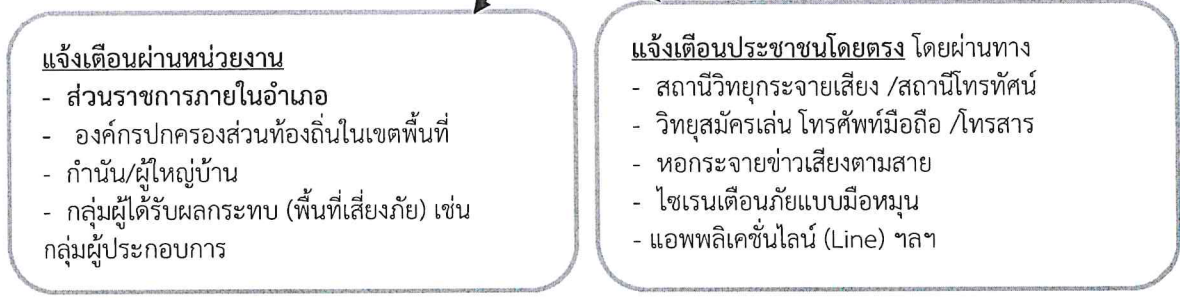 แจ้งเตือนผ่านหน่วยงาน
- ส่วนราชการภายในอำเภอ
- องค์กรปกครองส่วนท้องถิ่นในเขตพื้นที่
- กำนัน/ผู้ใหญ่บ้าน
- กลุ่มผู้ได้รับผลกระทบ (พื้นที่เสี่ยงภัย) เช่น
กลุ่มผู้ประกอบการ
แจ้งเตือนประชาชนโดยตรง โดยผ่านทาง
- สถานีวิทยุกระจายเสียง /สถานีโทรทัศน์
- วิทยุสมัครเล่น โทรศัพท์มือถือ /โทรสาร
- หอกระจายข่าวเสียงตามสาย
- ไซเรนเตือนภัยแบบมือหมุน
- แอพพลิเคชั่นไลน์ (Line) ฯลฯ